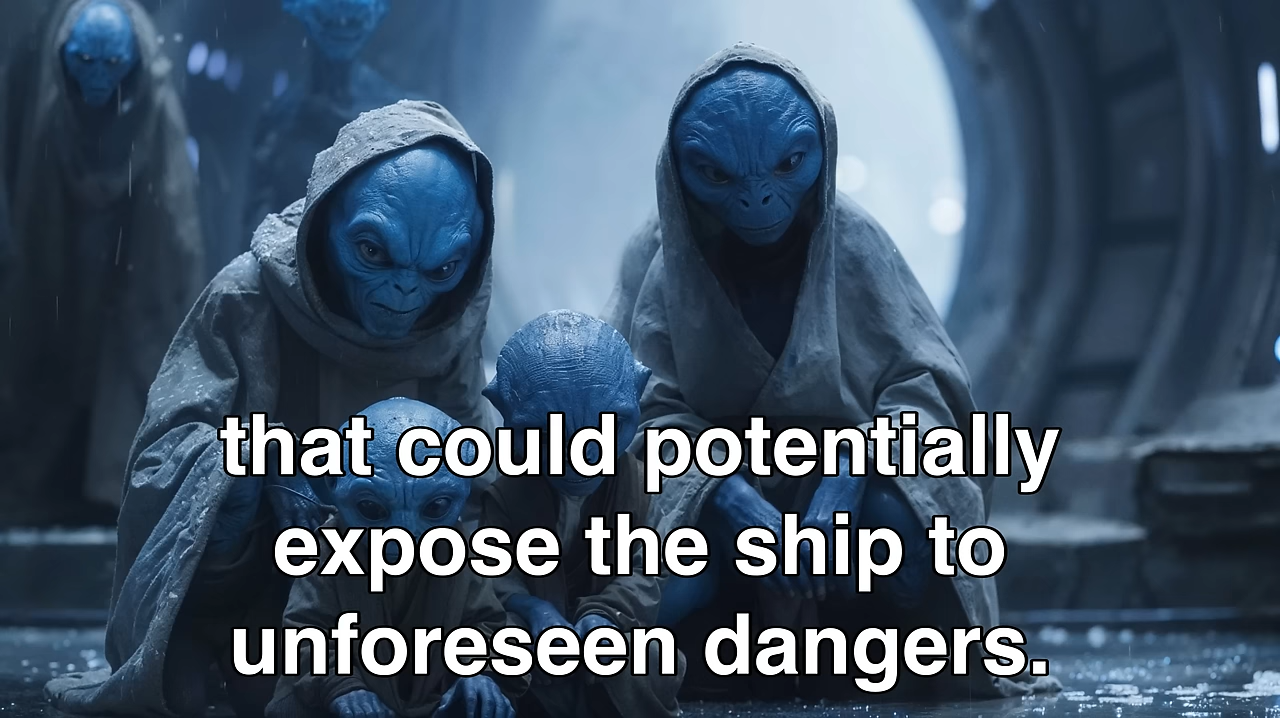 that could potentially
expose the ship to
unforeseen dangers.